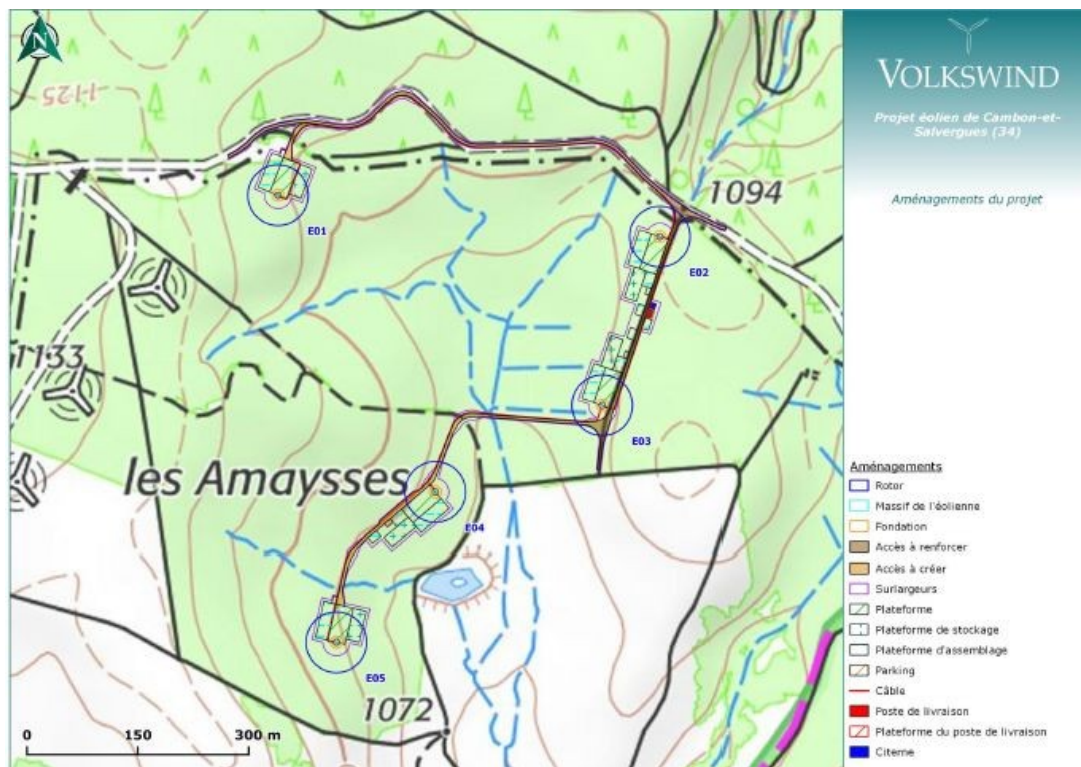 N
1125
1094
E01
E02
1133
E03
les Amaysses
E04
E05
1072
0 150 300 m
VOLKSWIND
Projet éolien de Cambon-et-
Salvergues (34)
Aménagements du projet
Aménagements
Rotor
Massif de l'éolienne
Fondation
Accès à renforcer
Accès à créer
Surlargeurs
Plateforme
Plateforme de stockage
Plateforme d'assemblage
Parking
Câble
Poste de livraison
Plateforme du poste de livraison
Citerne